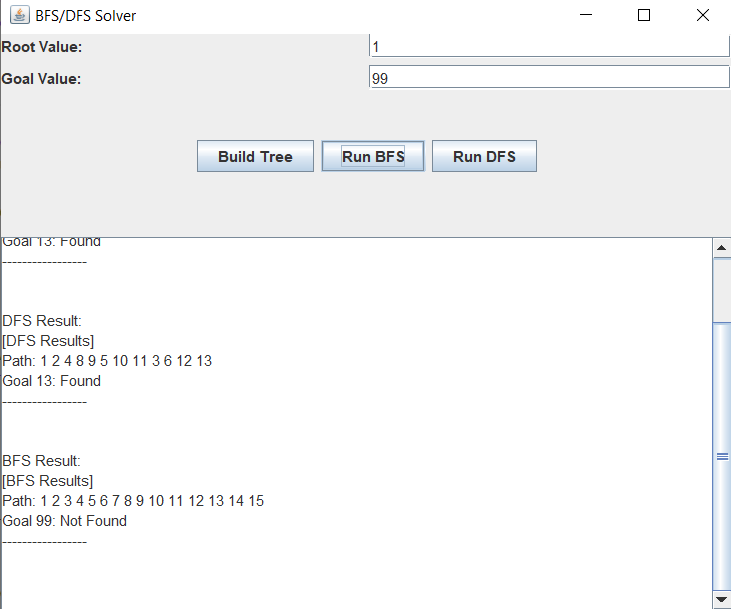 BFS/DFS Solver
Root Value:
1
Goal Value:
99
Build Tree
Run BFS
Run DFS
Goal 13: Found
-----------------
DFS Result:
[DFS Results]
Path: 1 2 4 8 9 5 10 11 3 6 12 13
Goal 13: Found
-----------------
BFS Result:
[BFS Results]
Path: 1 2 3 4 5 6 7 8 9 10 11 12 13 14 15
Goal 99: Not Found
-----------------